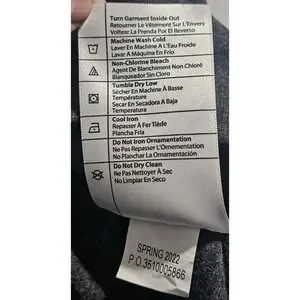 Turn Garment Inside Out
Retourner Le Vêtement Sur L'Envers
Voltear La Prenda Por El Reverso
Machine Wash Cold
Laver En Machine A L'Eau Froide
Lavar A Máquina En Frío
Non-Chlorine Bleach
Agent De Blanchiment Non Chloré
Blanqueador Sin Cloro
Tumble Dry Low
Sécher En Machine À Basse
Température
Secar En Secadora A Baja
Temperatura
Cool Iron
Repasser À Fer Tiède
Plancha Fría
Do Not Iron Ornamentation
Ne Pas Repasser L'Ornementation
No Planchar La Ornamentación
Do Not Dry Clean
Ne Pas Nettoyer À Sec
No Limpiar En Seco
SPRING 2022
P.O.3510005866